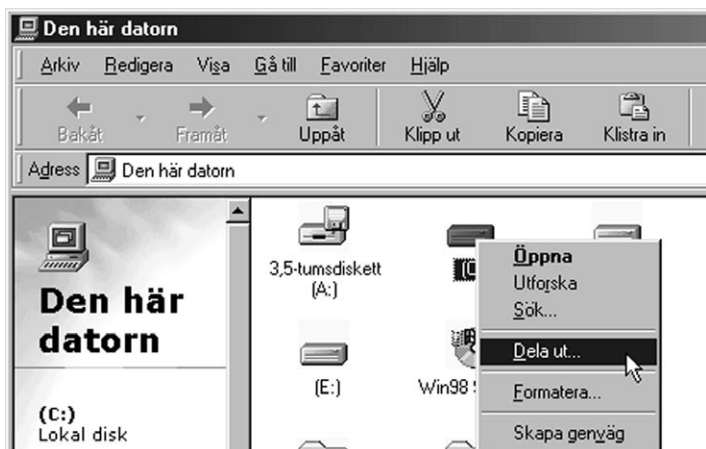 Den här datorn
Arkiv Redigera Visa Gå till Favoriter Hjälp
Bakåt Framåt Uppåt Klipp ut Kopiera Klistra in
Adress Den här datorn
Den här
datorn
(C:)
Lokal disk
3,5-tumsdiskett
(A:)
(E:)
Win98
Öppna
Utforska
Sök...
Dela ut...
Formatera...
Skapa genväg